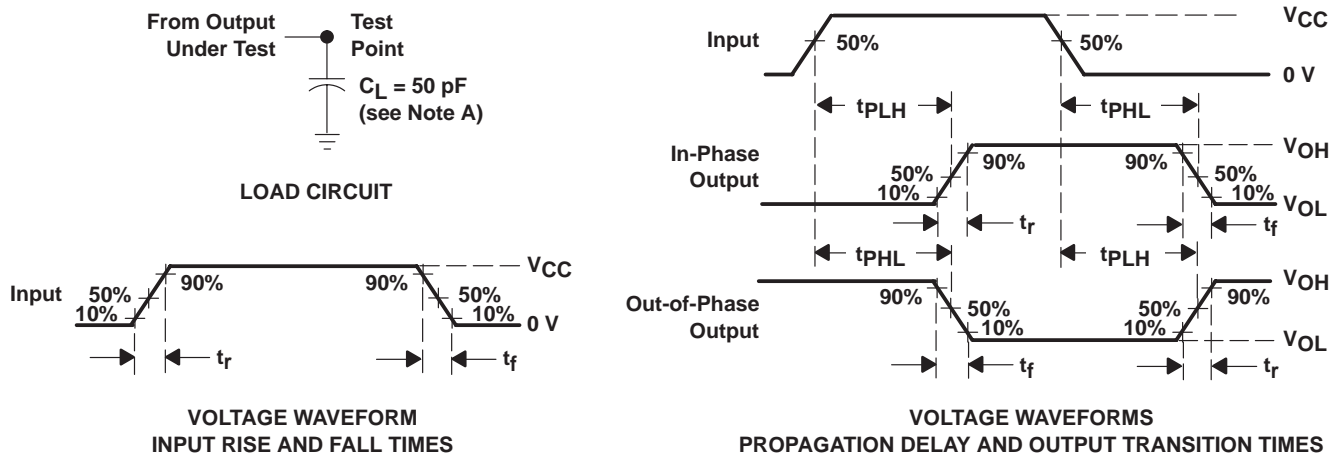 From Output
Under Test
Test
Point
CL = 50 pF
(see Note A)
LOAD CIRCUIT
Input
50%
10%
90%
90%
50%
10%
VCC
0 V
tr
tf
VOLTAGE WAVEFORM
INPUT RISE AND FALL TIMES
Input
50%
50%
VCC
0 V
tPLH
tPHL
In-Phase
Output
50%
10%
90%
90%
50%
10%
VOH
VOL
tr
tf
tPHL
tPLH
Out-of-Phase
Output
90%
50%
10%
50%
10%
90%
VOH
VOL
tf
tr
VOLTAGE WAVEFORMS
PROPAGATION DELAY AND OUTPUT TRANSITION TIMES